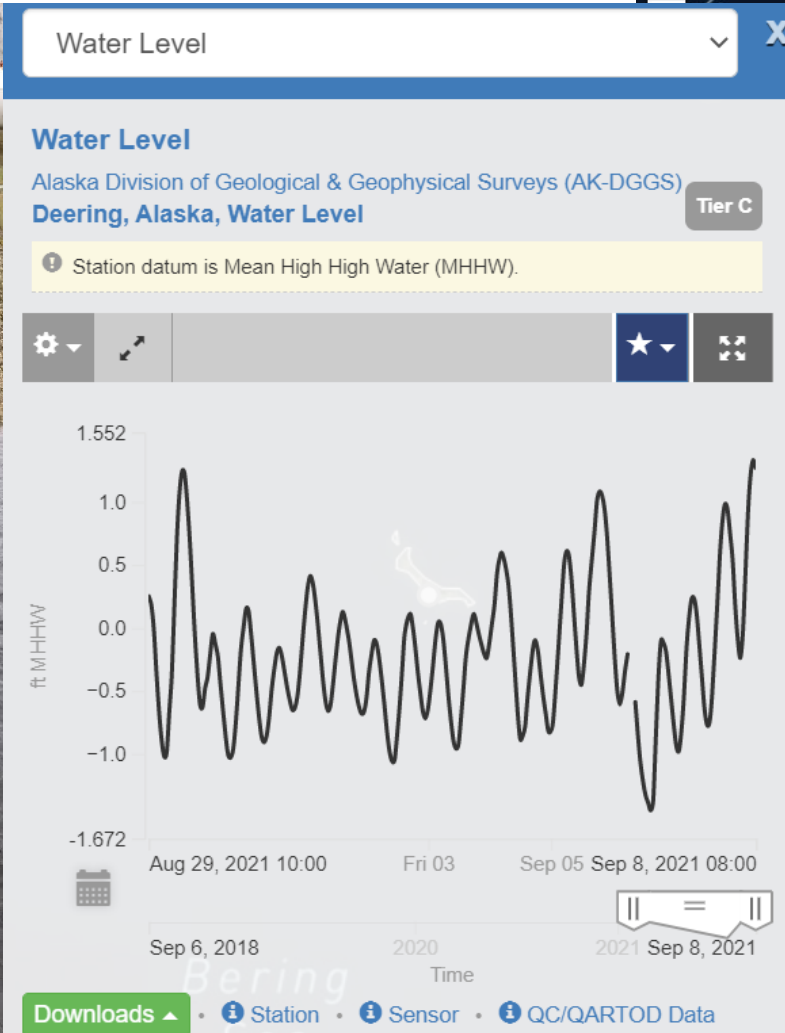 Water Level
X
Water Level
Alaska Division of Geological & Geophysical Surveys (AK-DGGS)
Deering, Alaska, Water Level
Tier C
Station datum is Mean High High Water (MHHW).
1.552
1.0
0.5
0.0
−0.5
−1.0
-1.672
ft MHHW
Aug 29, 2021 10:00 Fri 03 Sep 05 Sep 8, 2021 08:00
Sep 6, 2018 2020 2021 Sep 8, 2021
Time
Bering
Downloads • Station • Sensor • QC/QARTOD Data